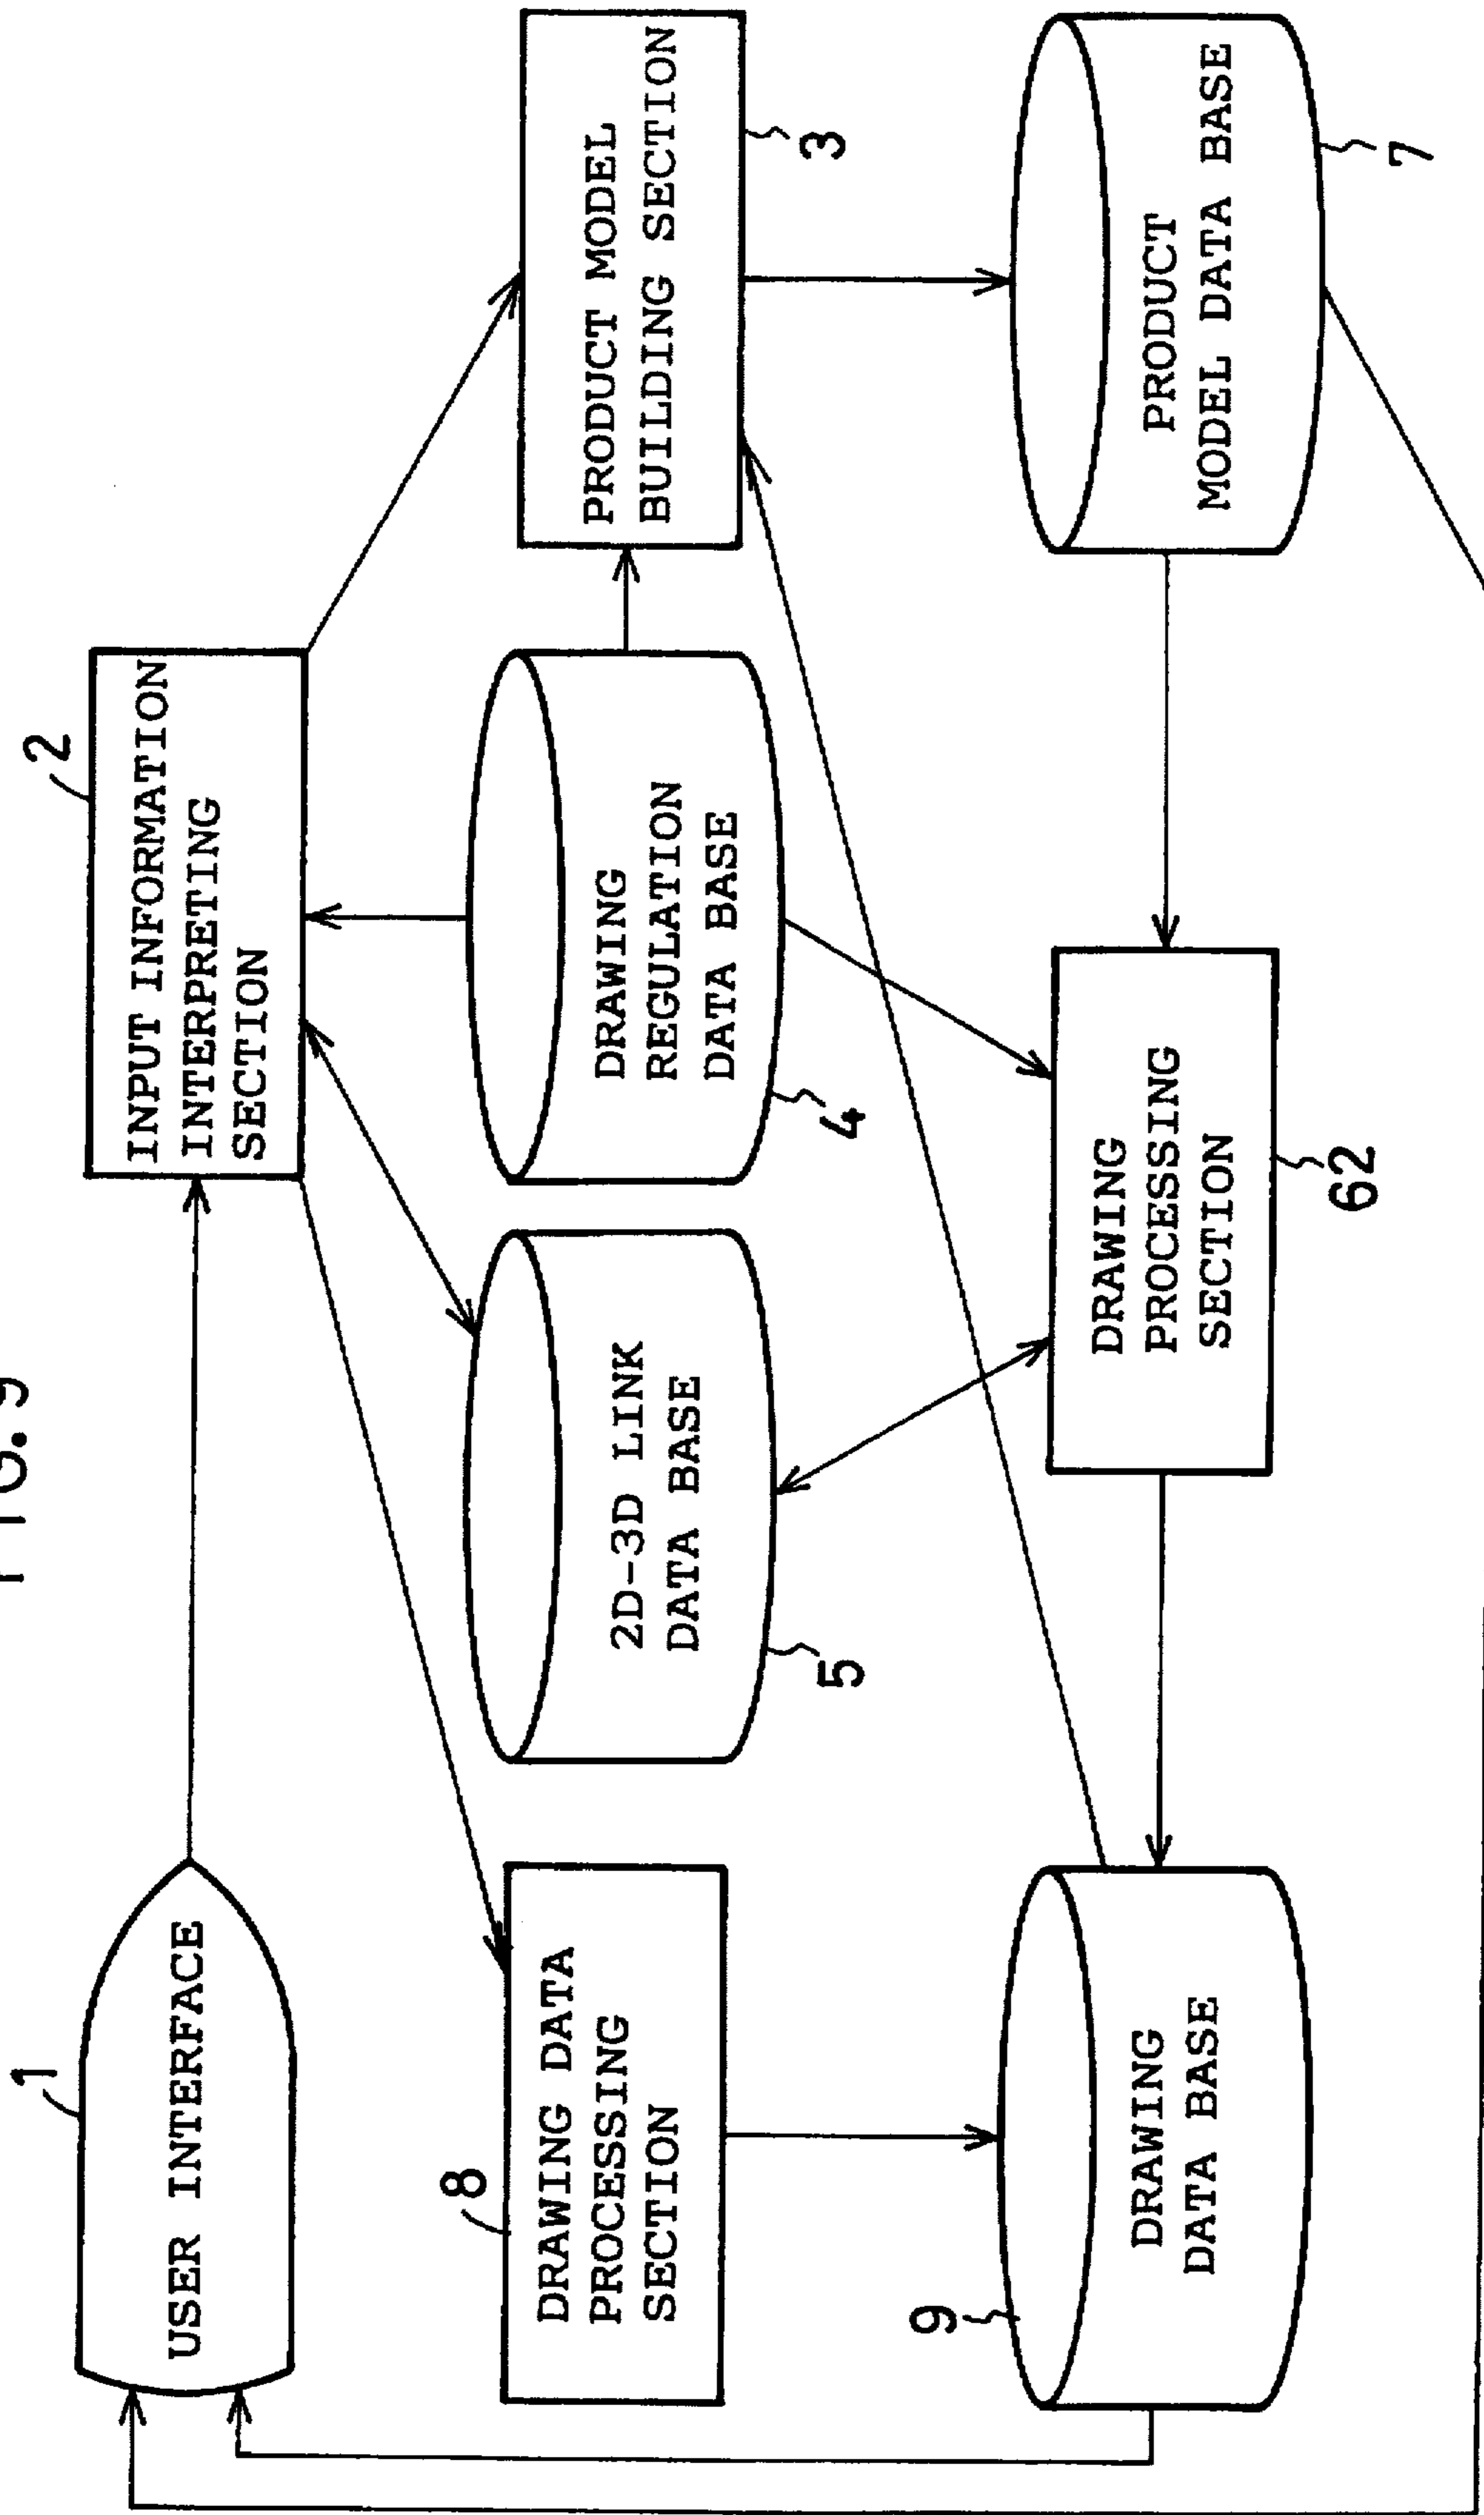 FIG. 9
1
USER INTERFACE
2
INPUT INFORMATION
INTERPRETING
SECTION
8
DRAWING DATA
PROCESSING
SECTION
2D-3D LINK
DATA BASE
5
DRAWING
REGULATION
DATA BASE
4
PRODUCT MODEL
BUILDING SECTION
3
9
DRAWING
DATA BASE
DRAWING
PROCESSING
SECTION
62
PRODUCT
MODEL DATA BASE
7